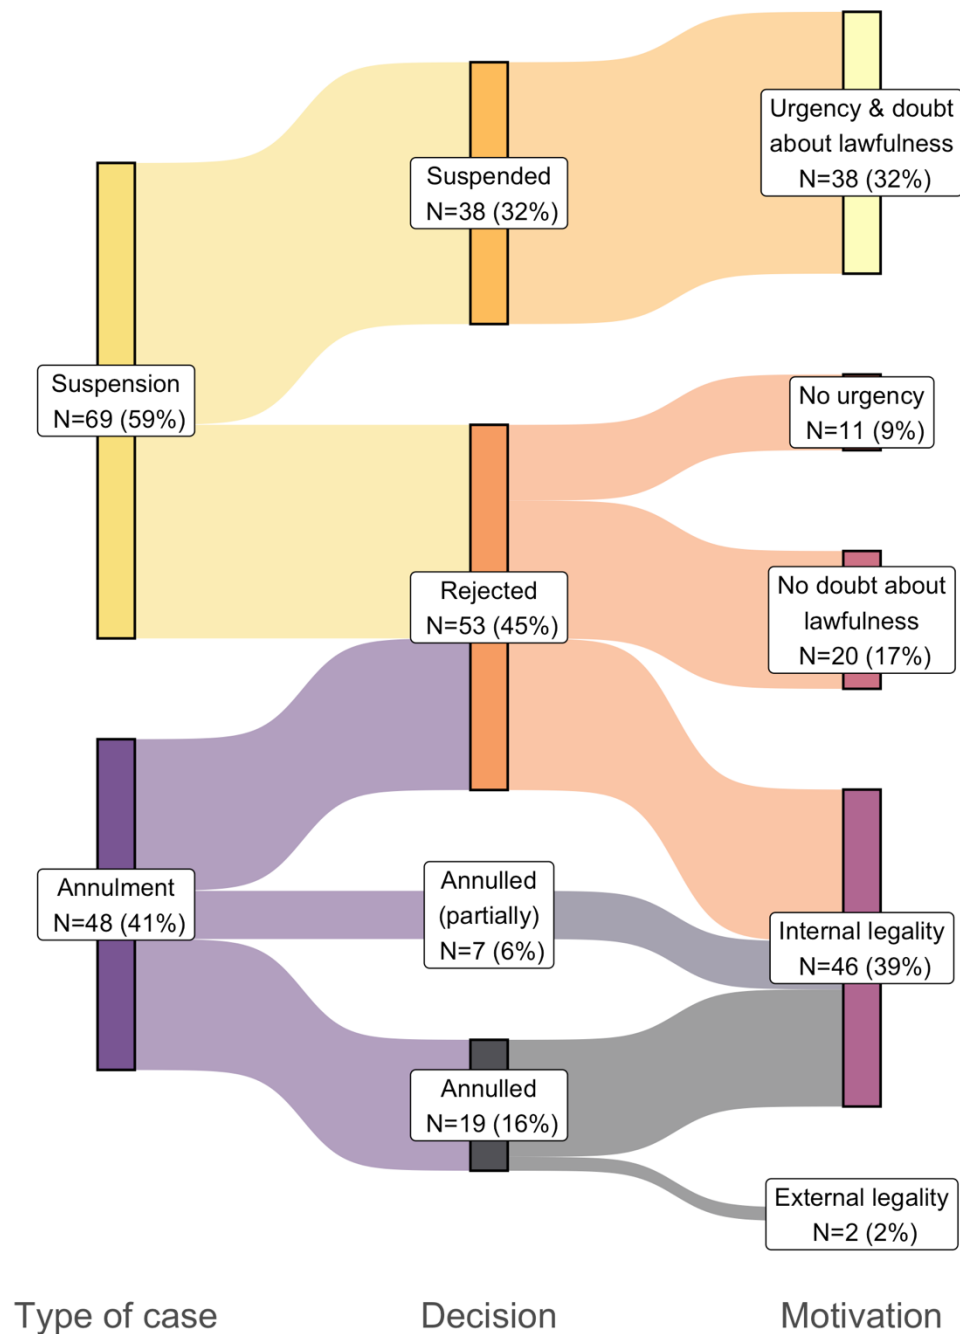 Urgency & doubt
about lawfulness
N=38 (32%)
Suspended
N=38 (32%)
Suspension
N=69 (59%)
No urgency
N=11 (9%)
No doubt about
lawfulness
N=20 (17%)
Rejected
N=53 (45%)
Annulment
N=48 (41%)
Annulled
(partially)
N=7 (6%)
Internal legality
N=46 (39%)
Annulled
N=19 (16%)
External legality
N=2 (2%)
Type of case
Decision
Motivation